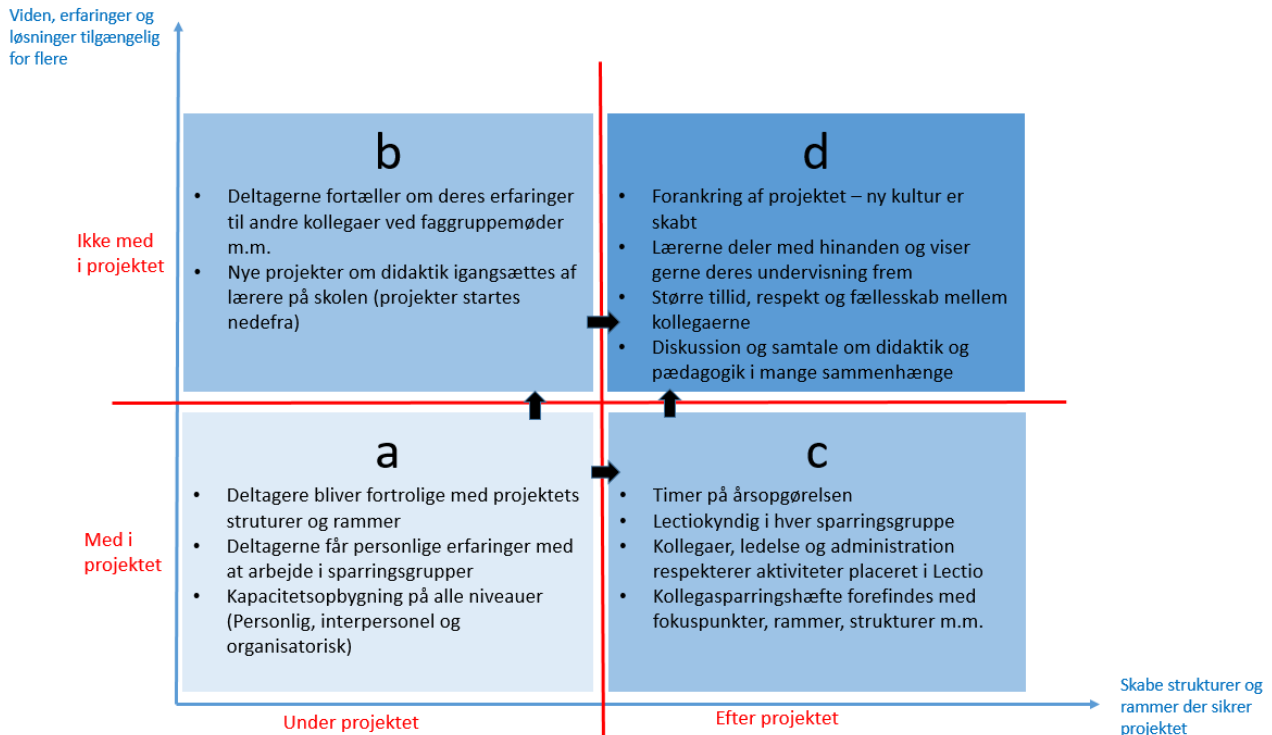 Viden, erfaringer og
løsninger tilgængelig
for flere
b
• Deltagerne fortæller om deres erfaringer
til andre kollegaer ved faggruppemøder
m.m.
• Nye projekter om didaktik igangsættes af
lærere på skolen (projekter startes
nedefra)
d
• Forankring af projektet – ny kultur er
skabt
• Lærerne deler med hinanden og viser
gerne deres undervisning frem
• Større tillid, respekt og fællesskab mellem
kollegaerne
• Diskussion og samtale om didaktik og
pædagogik i mange sammenhænge
Ikke med
i projektet
a
• Deltagere bliver fortrolige med projektets
struturer og rammer
• Deltagerne får personlige erfaringer med
at arbejde i sparringsgrupper
• Kapacitetsopbygning på alle niveauer
(Personlig, interpersonel og
organisatorisk)
c
• Timer på årsopgørelsen
• Lectiokyndig i hver sparringsgruppe
• Kollegaer, ledelse og administration
respekterer aktiviteter placeret i Lectio
• Kollegasparringshæfte forefindes med
fokuspunkter, rammer, strukturer m.m.
Med i
projektet
Under projektet
Efter projektet
Skabe strukturer og
rammer der sikrer
projektet